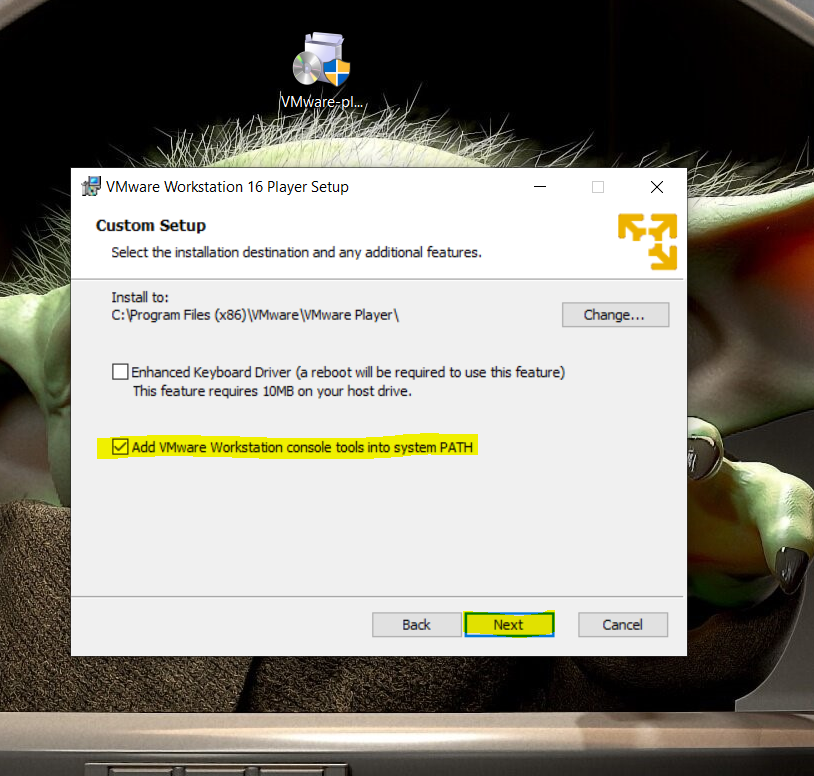 VMware-pl...
VMware Workstation 16 Player Setup
Custom Setup
Select the installation destination and any additional features.
Install to:
C:\Program Files (x86)\VMware\VMware Player\
Change...
Enhanced Keyboard Driver (a reboot will be required to use this feature)
This feature requires 10MB on your host drive.
Add VMware Workstation console tools into system PATH
Back
Next
Cancel